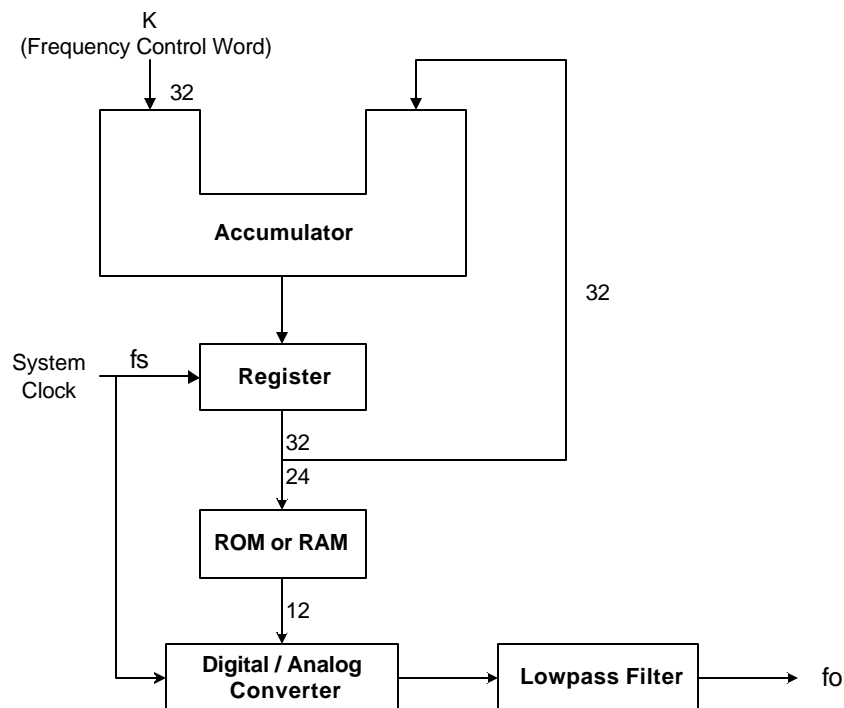 K
(Frequency Control Word)
32
Accumulator
32
System
Clock
fs
Register
32
24
ROM or RAM
12
Digital / Analog
Converter
Lowpass Filter
fo